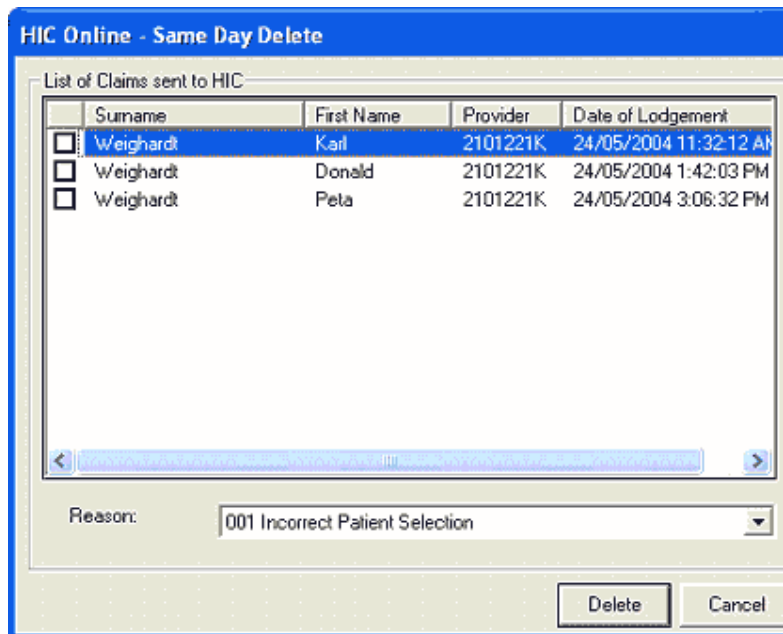 HIC Online - Same Day Delete
List of Claims sent to HIC
Surname First Name Provider Date of Lodgement
Weighardt Karl 2101221K 24/05/2004 11:32:12 AM
Weighardt Donald 2101221K 24/05/2004 1:42:03 PM
Weighardt Peta 2101221K 24/05/2004 3:06:32 PM
Reason: 001 Incorrect Patient Selection
Delete Cancel